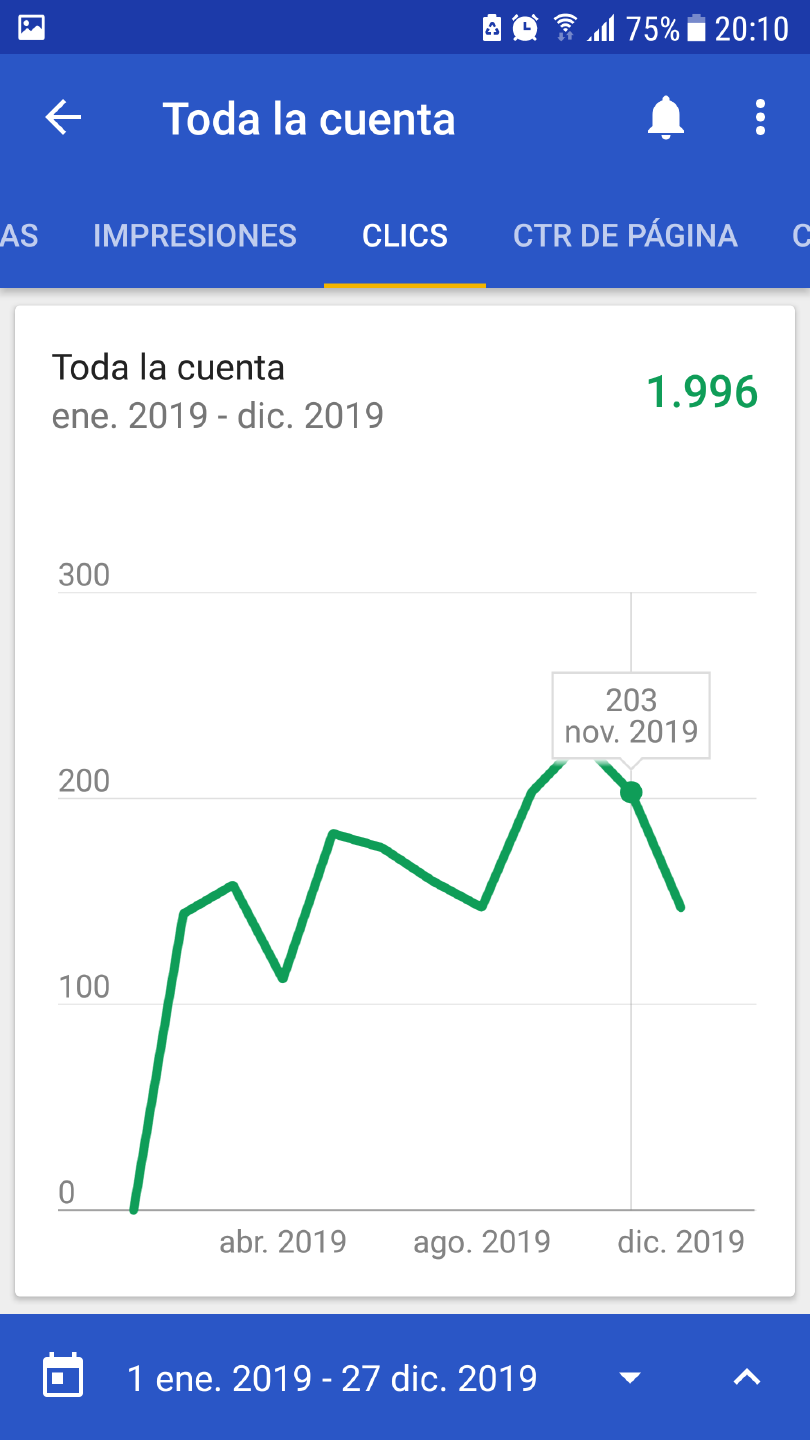 75% 20:10
Toda la cuenta
AS IMPRESIONES CLICS CTR DE PÁGINA C
Toda la cuenta
ene. 2019 - dic. 2019
1.996
300
203
nov. 2019
200
100
0
abr. 2019 ago. 2019 dic. 2019
1 ene. 2019 - 27 dic. 2019